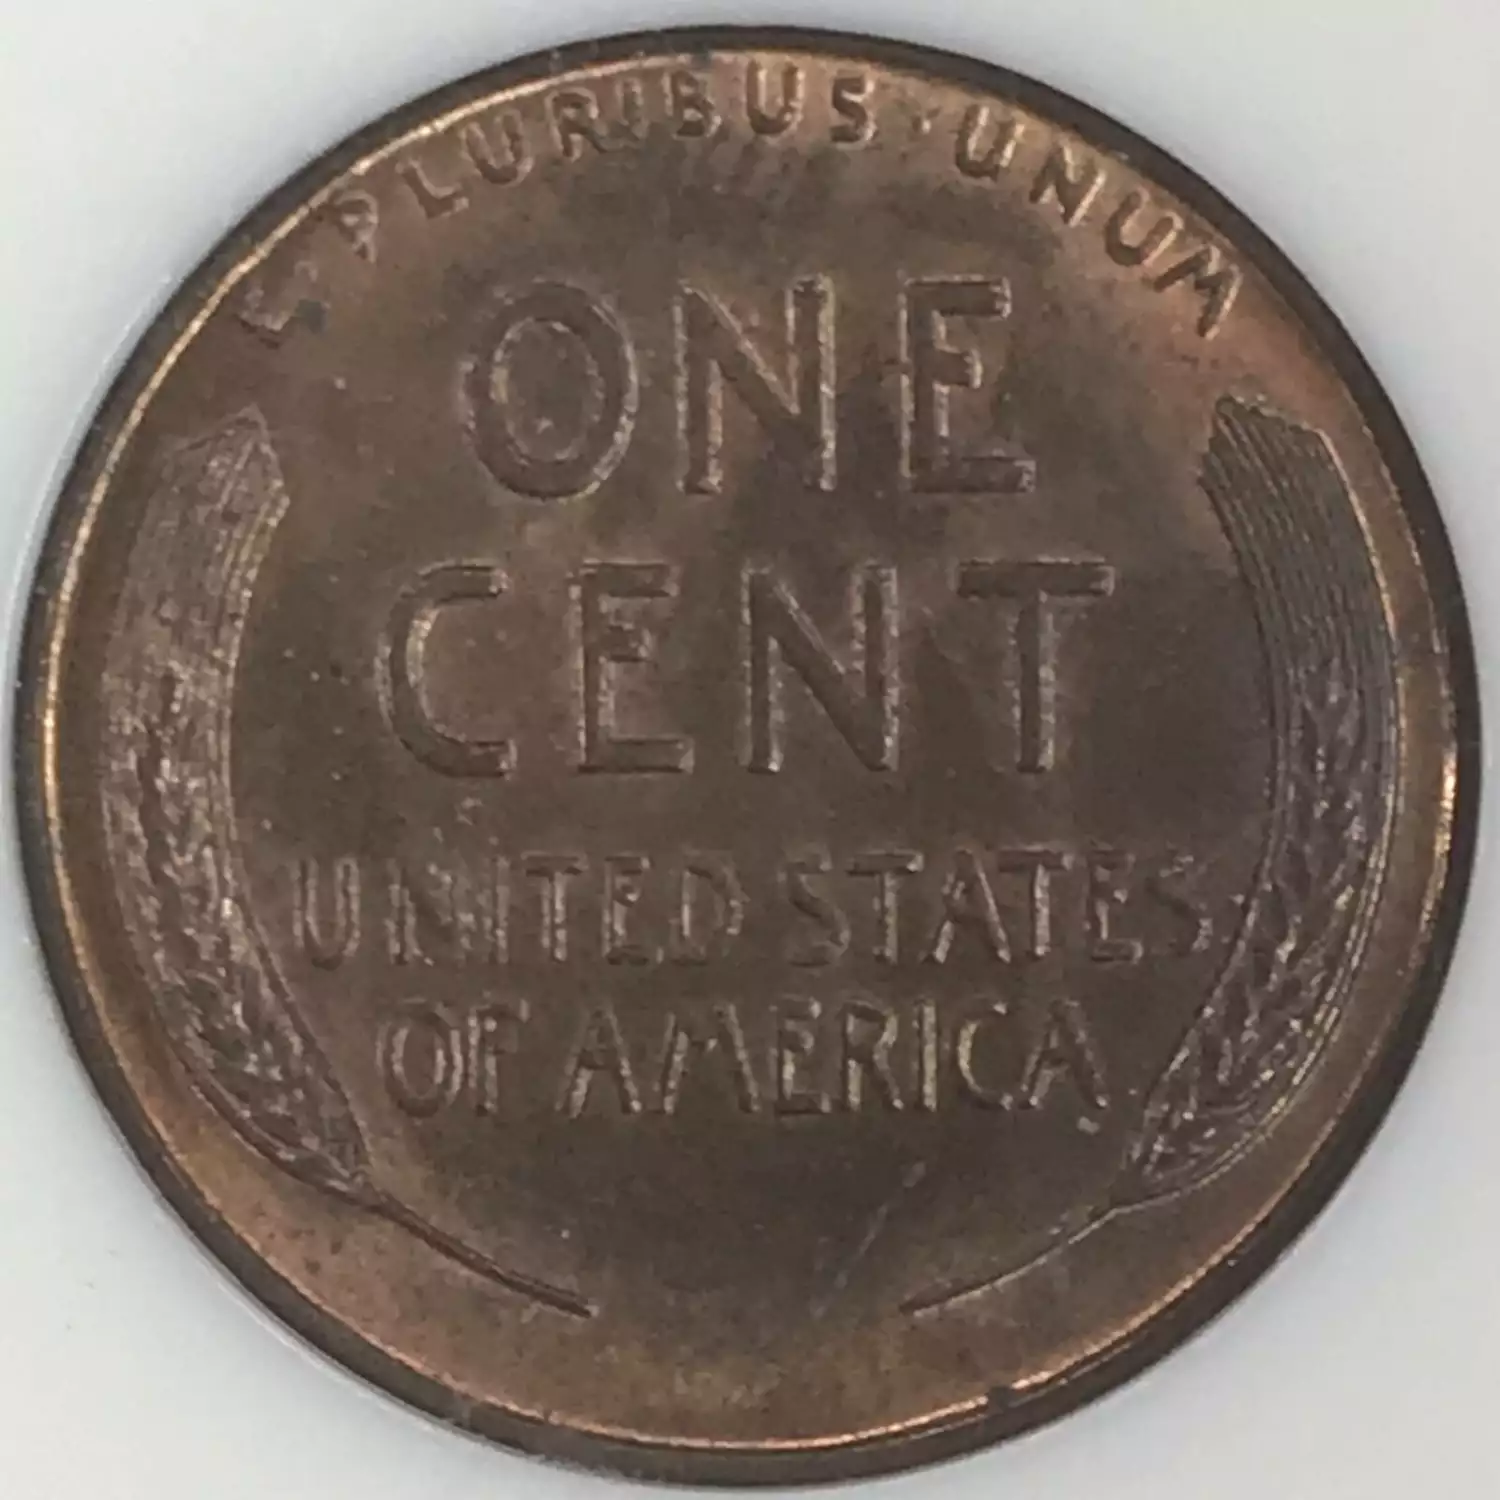 E·PLURIBUS·UNUM
ONE
CENT
UNITED STATES
OF AMERICA